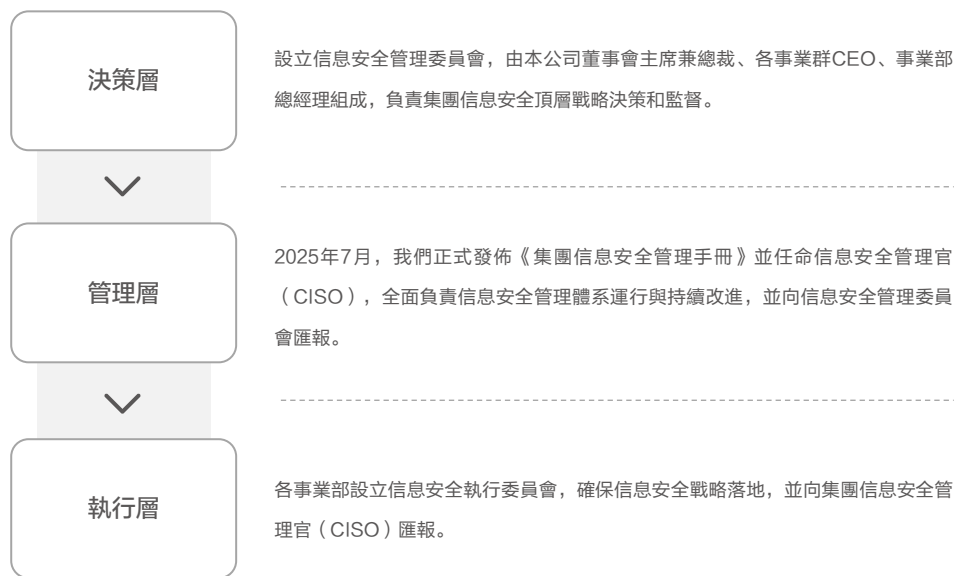 決策層
設立信息安全管理委員會，由本公司董事會主席兼總裁、各事業群CEO、事業部
總經理組成，負責集團信息安全頂層戰略決策和監督。
管理層
2025年7月，我們正式發佈《集團信息安全管理手冊》並任命信息安全管理官
（CISO），全面負責信息安全管理體系運行與持續改進，並向信息安全管理委員
會匯報。
執行層
各事業部設立信息安全執行委員會，確保信息安全戰略落地，並向集團信息安全管
理官（CISO）匯報。